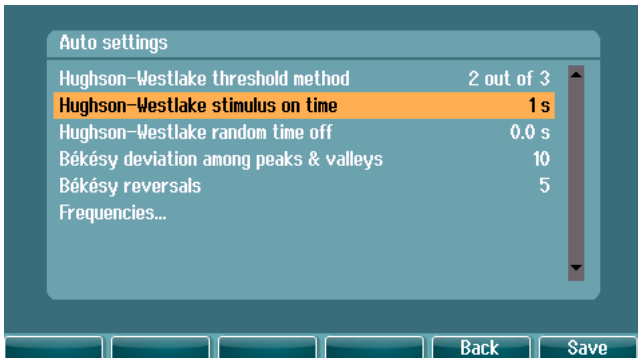 Auto settings
Hughson-Westlake threshold method 2 out of 3
Hughson-Westlake stimulus on time 1 s
Hughson-Westlake random time off 0.0 s
Békésy deviation among peaks & valleys 10
Békésy reversals 5
Frequencies...
Back Save